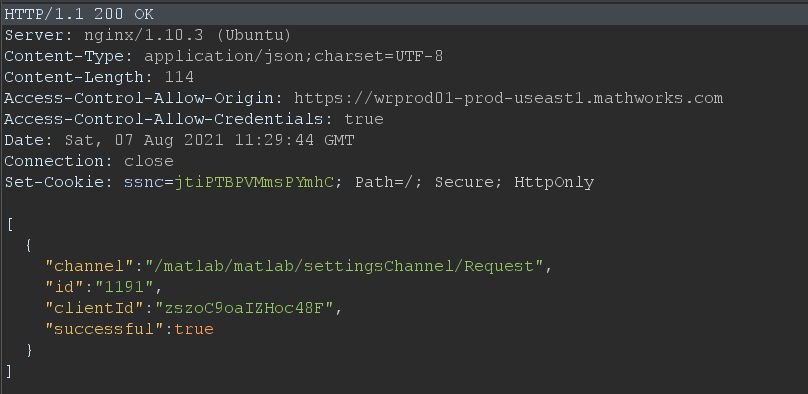 HTTP/1.1 200 OK
Server: nginx/1.10.3 (Ubuntu)
Content-Type: application/json;charset=UTF-8
Content-Length: 114
Access-Control-Allow-Origin: https://wrprod01-prod-useast1.mathworks.com
Access-Control-Allow-Credentials: true
Date: Sat, 07 Aug 2021 11:29:44 GMT
Connection: close
Set-Cookie: ssnc=jtiPTBPVMmsPYmhC; Path=/; Secure; HttpOnly
[
{
"channel":"/matlab/matlab/settingsChannel/Request",
"id":"1191",
"clientId":"zszoC9oaIZHoc48F",
"successful":true
}
]